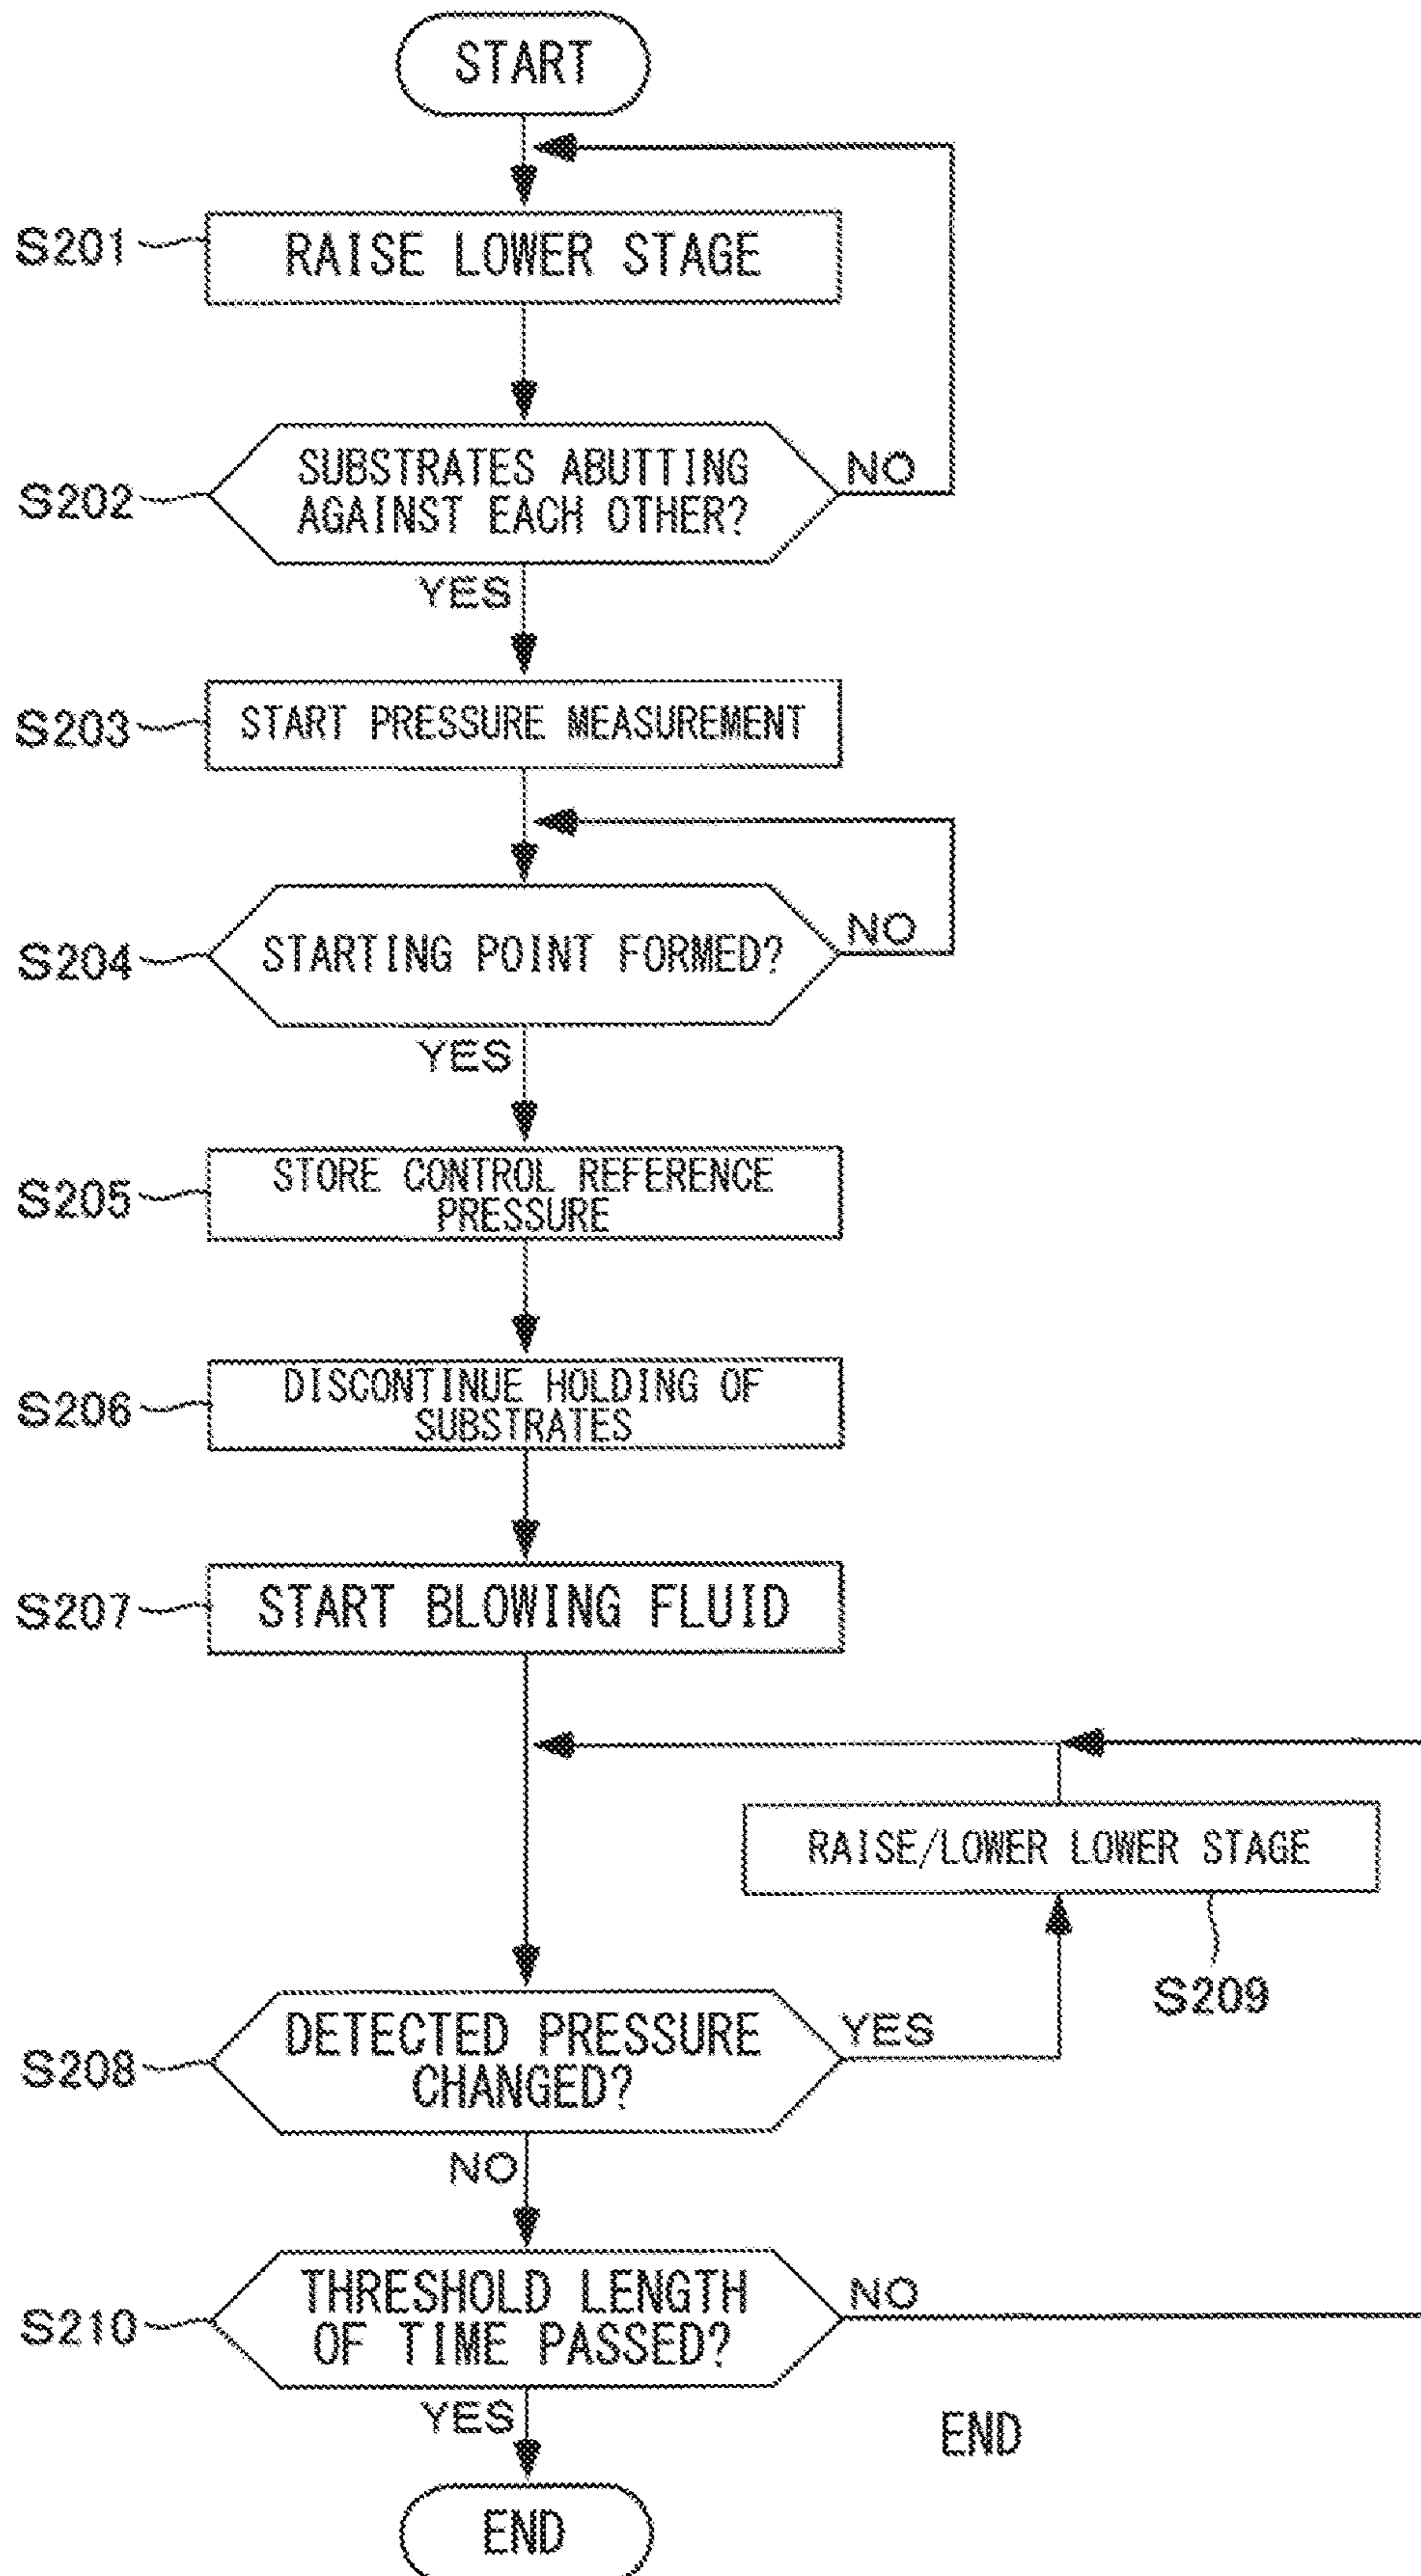 START
S201
RAISE LOWER STAGE
S202
SUBSTRATES ABUTTING
AGAINST EACH OTHER?
NO
YES
S203
START PRESSURE MEASUREMENT
S204
STARTING POINT FORMED?
NO
YES
S205
STORE CONTROL REFERENCE
PRESSURE
S206
DISCONTINUE HOLDING OF
SUBSTRATES
S207
START BLOWING FLUID
RAISE/LOWER LOWER STAGE
S209
S208
DETECTED PRESSURE
CHANGED?
YES
NO
S210
THRESHOLD LENGTH
OF TIME PASSED?
NO
YES
END
END